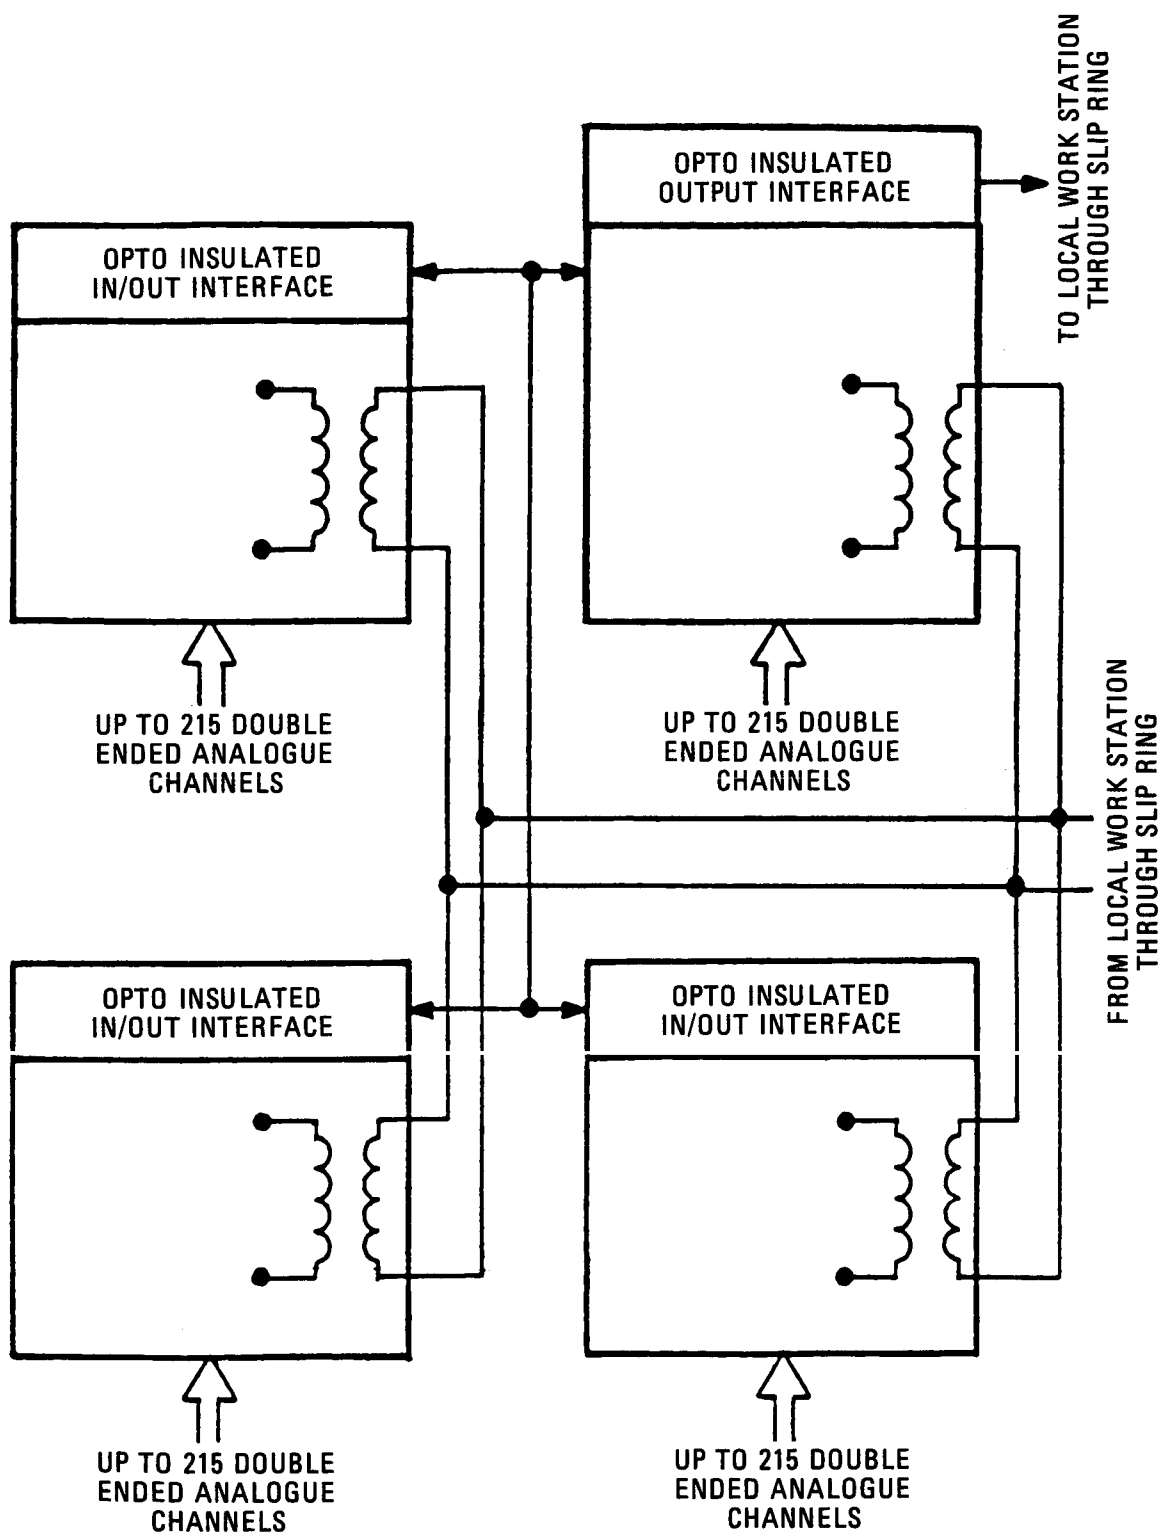 TO LOCAL WORK STATION
THROUGH SLIP RING
OPTO INSULATED
OUTPUT INTERFACE
OPTO INSULATED
IN/OUT INTERFACE
UP TO 215 DOUBLE
ENDED ANALOGUE
CHANNELS
UP TO 215 DOUBLE
ENDED ANALOGUE
CHANNELS
FROM LOCAL WORK STATION
THROUGH SLIP RING
OPTO INSULATED
IN/OUT INTERFACE
OPTO INSULATED
IN/OUT INTERFACE
UP TO 215 DOUBLE
ENDED ANALOGUE
CHANNELS
UP TO 215 DOUBLE
ENDED ANALOGUE
CHANNELS